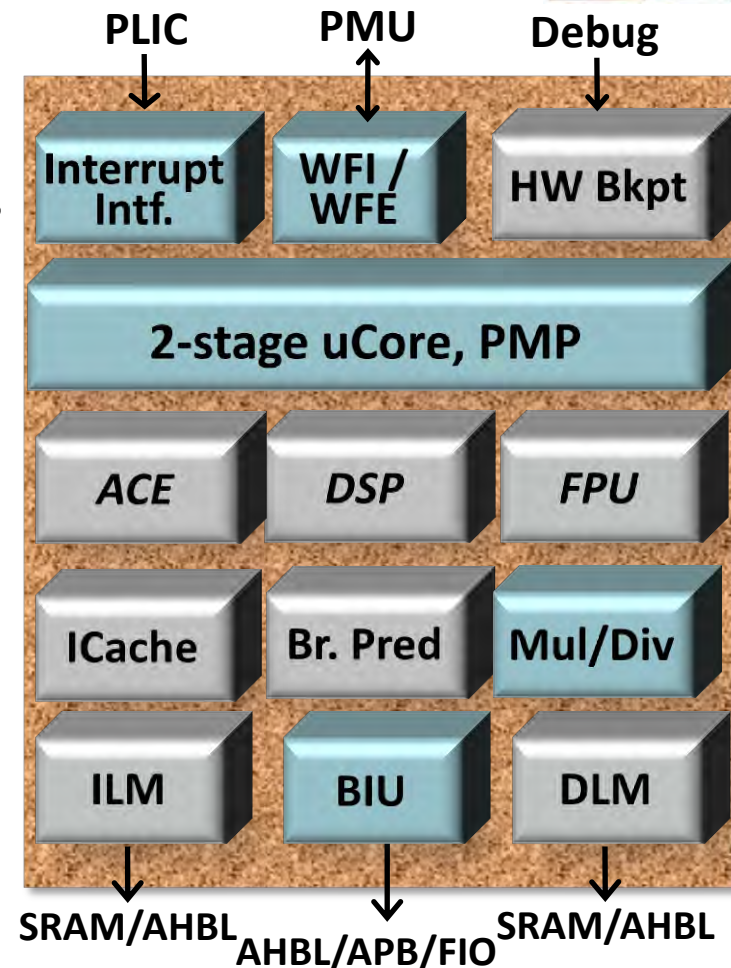 PLIC PMU Debug
Interrupt Intf.
WFI / WFE
HW Bkpt
2-stage uCore, PMP
ACE DSP FPU
ICache Br. Pred Mul/Div
ILM BIU DLM
SRAM/AHBL AHBL/APB/FIO SRAM/AHBL